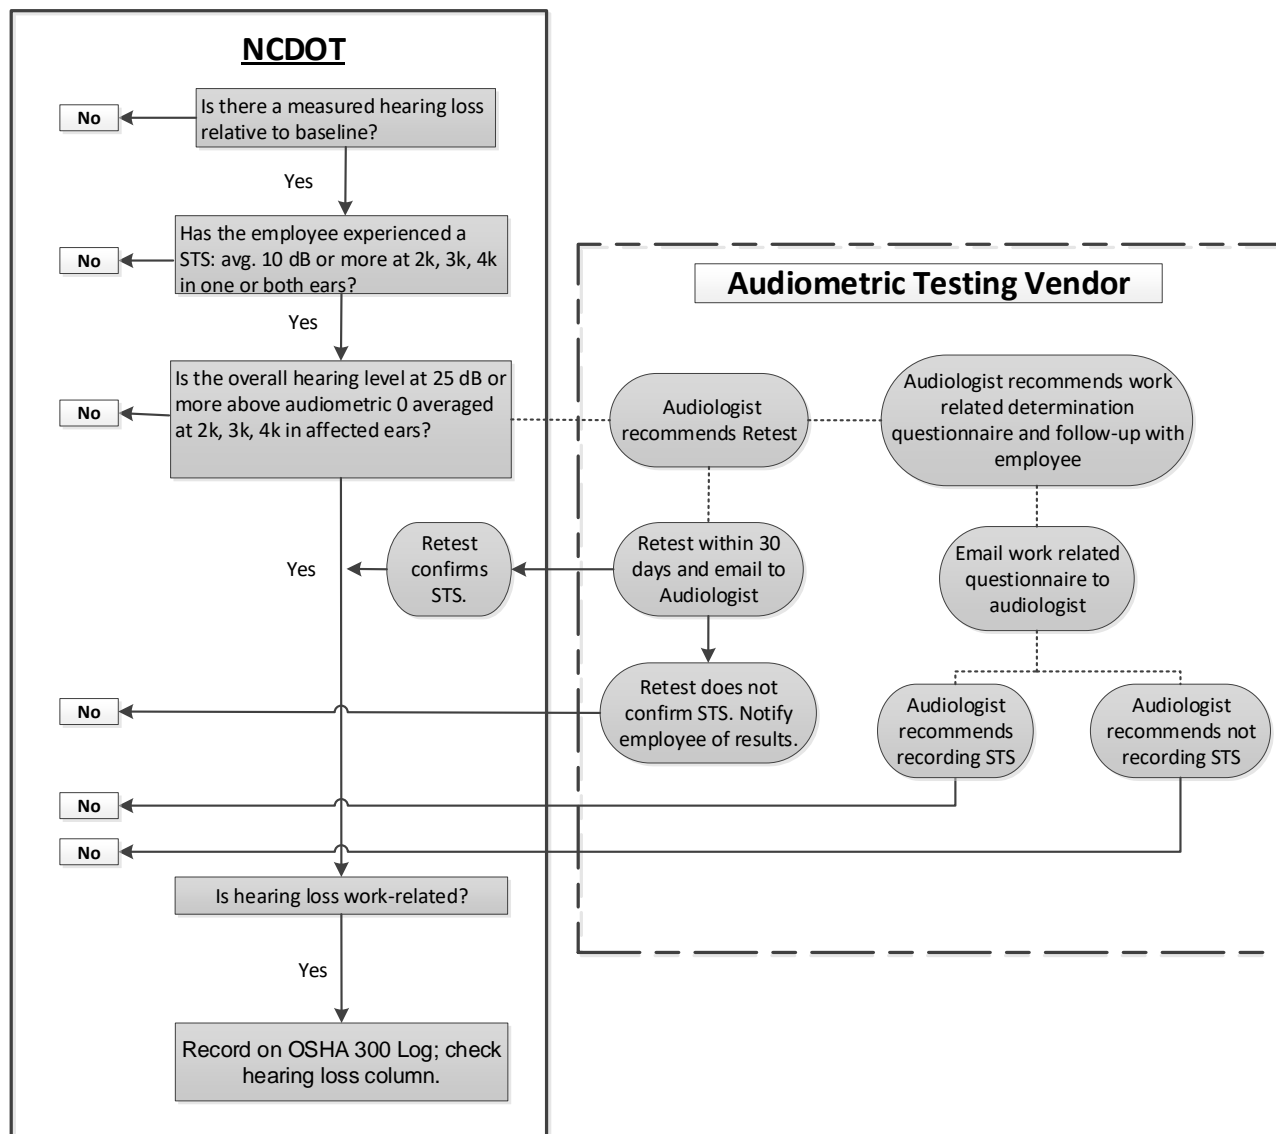 NCDOT
Is there a measured hearing loss
relative to baseline?
No
Yes
Has the employee experienced a
STS: avg. 10 dB or more at 2k, 3k, 4k
in one or both ears?
No
Yes
Is the overall hearing level at 25 dB or
more above audiometric 0 averaged
at 2k, 3k, 4k in affected ears?
No
Yes
Retest
confirms
STS.
No
No
No
Is hearing loss work-related?
Yes
Record on OSHA 300 Log; check
hearing loss column.
Audiometric Testing Vendor
Audiologist
recommends Retest
Audiologist recommends work
related determination
questionnaire and follow-up with
employee
Retest within 30
days and email to
Audiologist
Email work related
questionnaire to
audiologist
Retest does not
confirm STS. Notify
employee of results.
Audiologist
recommends
recording STS
Audiologist
recommends not
recording STS